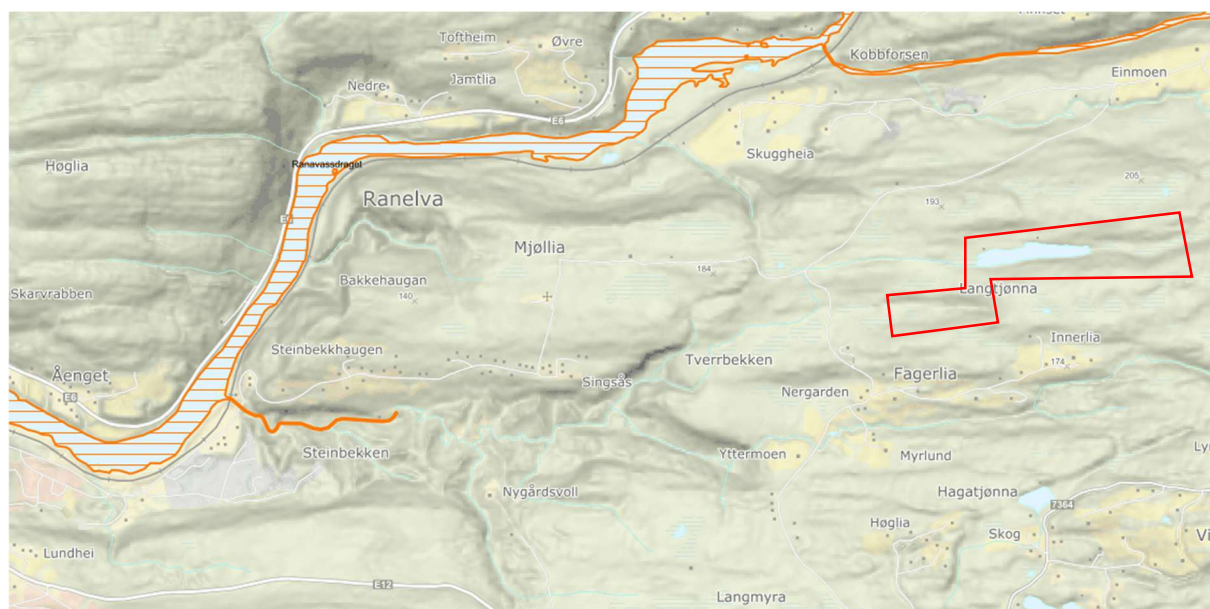 Toftheim
Øvre
Kobbforsen
Einmoen
Jamtlia
Nedre
E6
Skuggheia
Høglia
Ranavassdraget
205
Ranelva
193
E6
Mjøllia
184
Bakkehaugan
140
Langtjønna
Skarvrabben
Innerlia
Steinbekkhaugen
Tverrbekken
174
Åenget
Singsås
Fagerlia
Nergarden
E6
Steinbekken
Yttermoen
Myrlund
Nygårdsvoll
Hagatjønna
7364
Høglia
Skog
Vi
Lundhei
E12
Langmyra